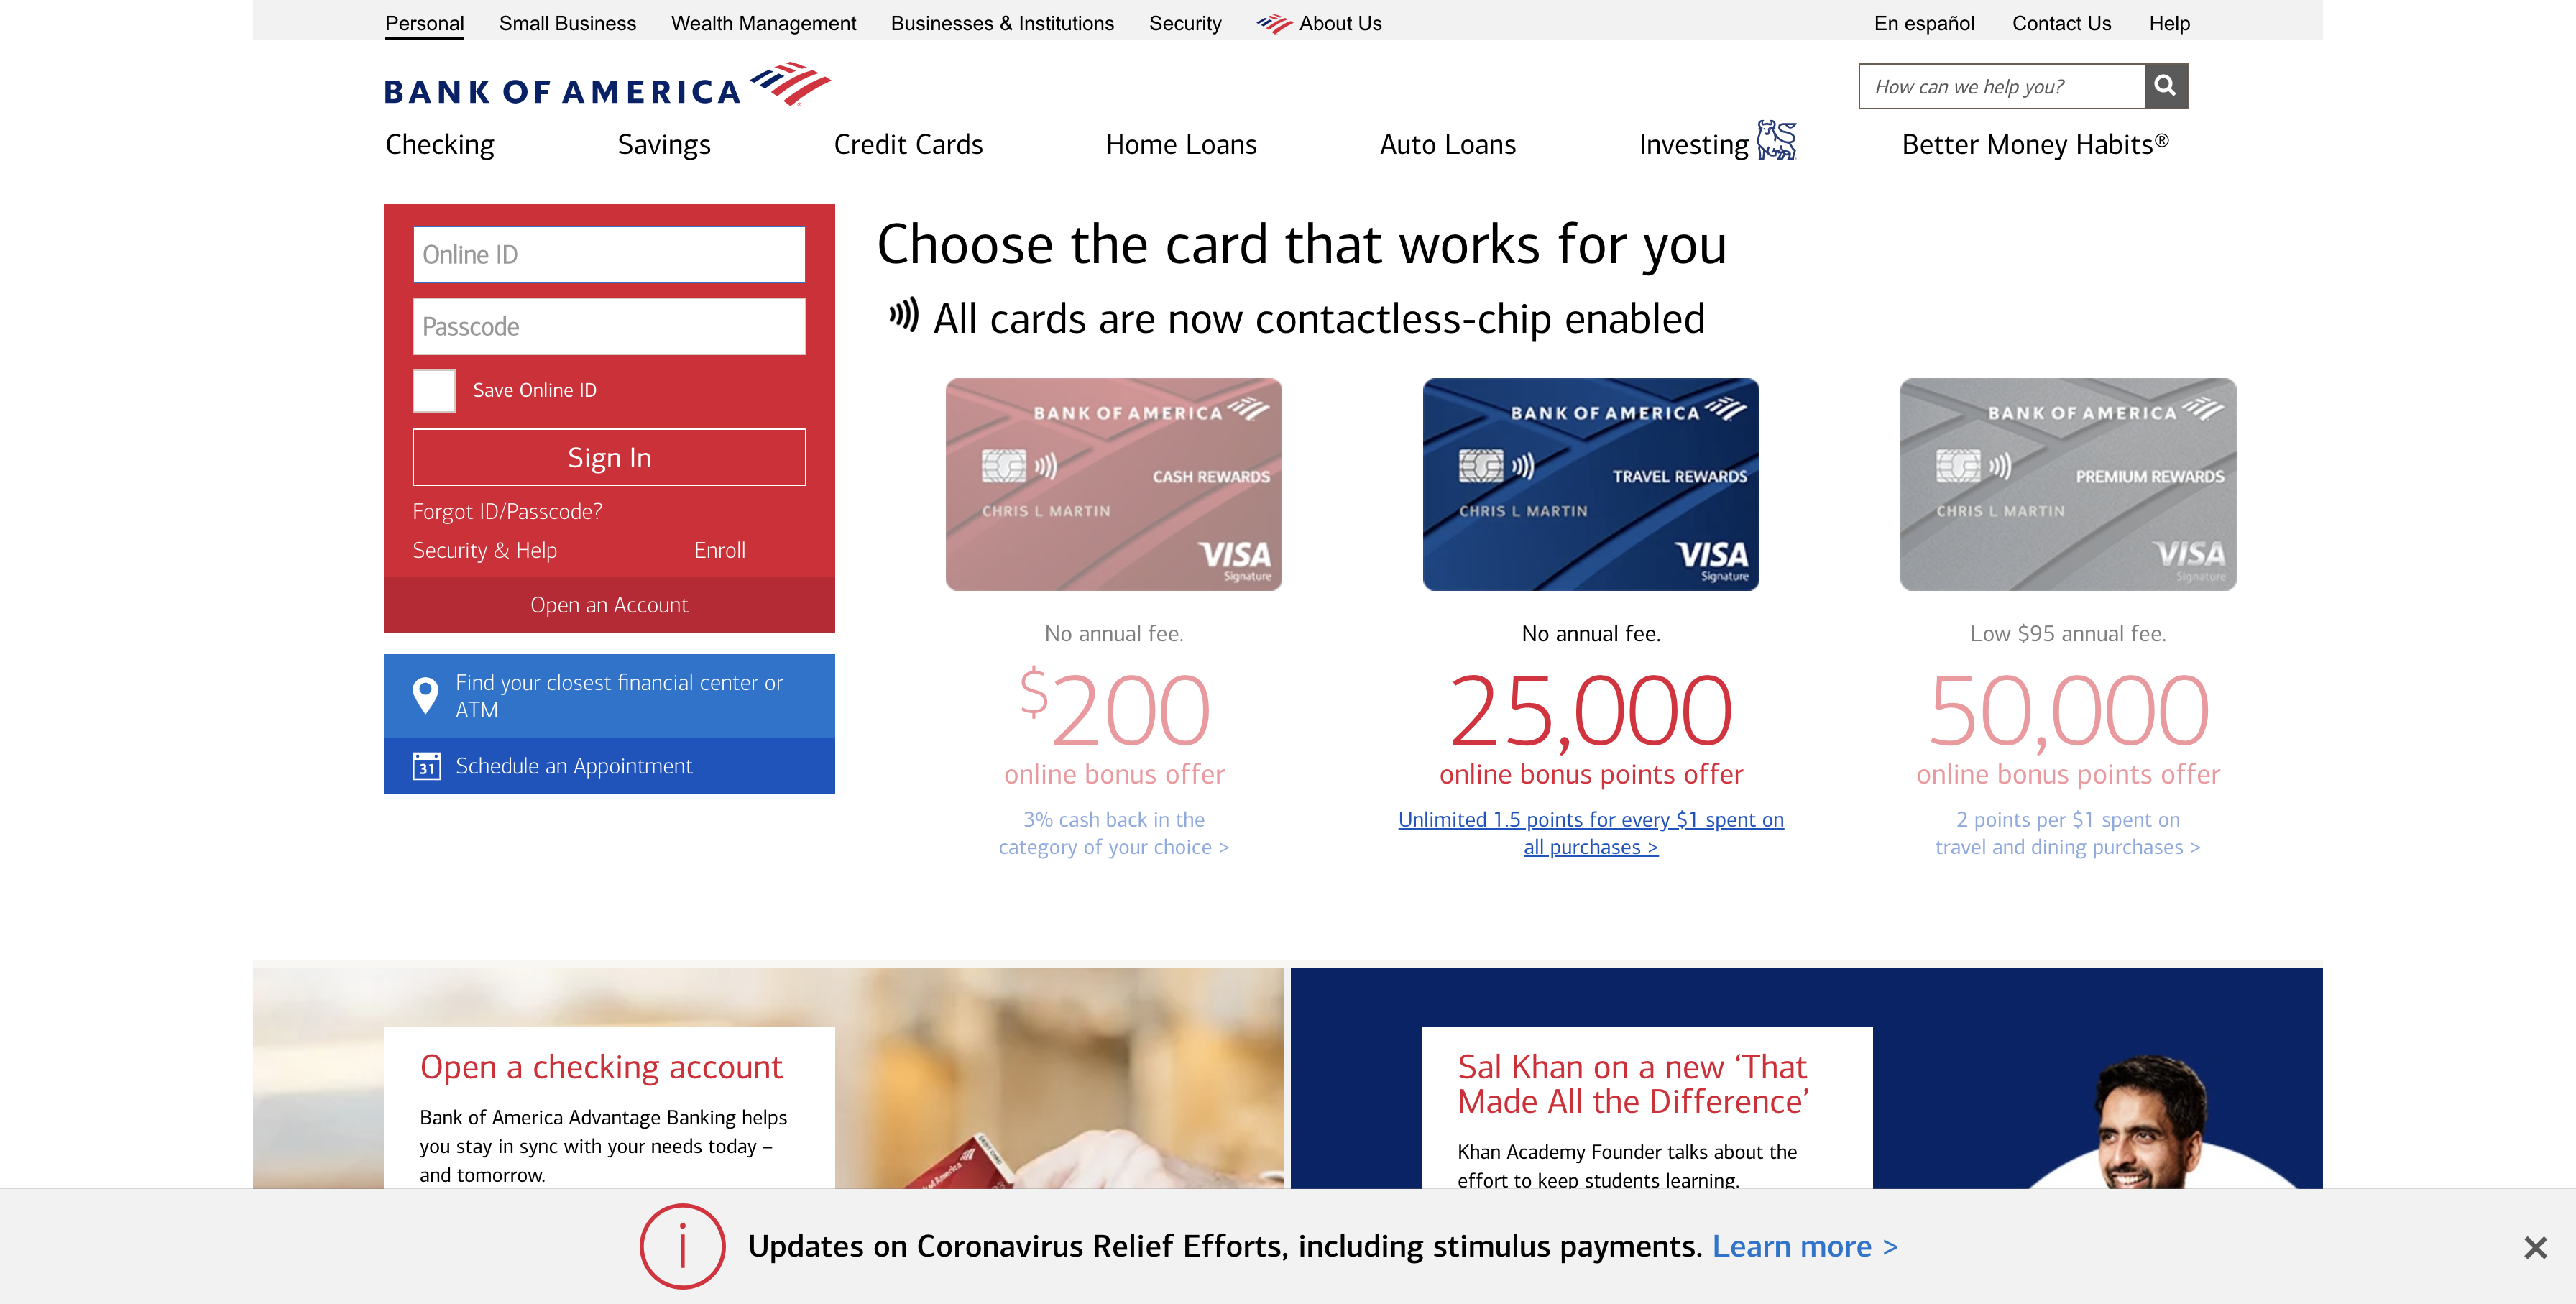 Personal Small Business Wealth Management Businesses & Institutions Security About Us En español Contact Us Help
BANK OF AMERICA
How can we help you?
Checking Savings Credit Cards Home Loans Auto Loans Investing Better Money Habits®
Online ID
Passcode
Save Online ID
Sign In
Forgot ID/Passcode?
Security & Help Enroll
Open an Account
Find your closest financial center or
ATM
31 Schedule an Appointment
Choose the card that works for you
All cards are now contactless-chip enabled
BANK OF AMERICA
CASH REWARDS
CHRIS L MARTIN
VISA
Signature
No annual fee.
$200
online bonus offer
3% cash back in the
category of your choice >
BANK OF AMERICA
TRAVEL REWARDS
CHRIS L MARTIN
VISA
Signature
No annual fee.
25,000
online bonus points offer
Unlimited 1.5 points for every $1 spent on
all purchases >
BANK OF AMERICA
PREMIUM REWARDS
CHRIS L MARTIN
VISA
Signature
Low $95 annual fee.
50,000
online bonus points offer
2 points per $1 spent on
travel and dining purchases >
Open a checking account
Bank of America Advantage Banking helps
you stay in sync with your needs today –
and tomorrow.
Sal Khan on a new ‘That
Made All the Difference’
Khan Academy Founder talks about the
effort to keep students learning.
Updates on Coronavirus Relief Efforts, including stimulus payments. Learn more >